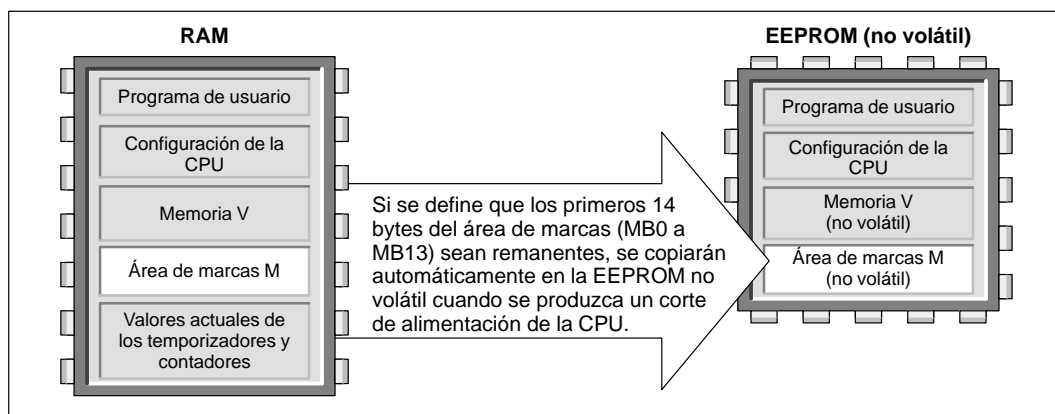 RAM
Programa de usuario
Configuración de la
CPU
Memoria V
Área de marcas M
Valores actuales de
los temporizadores y
contadores
Si se define que los primeros 14
bytes del área de marcas (MB0 a
MB13) sean remanentes, se copiarán
automáticamente en la EEPROM no
volátil cuando se produzca un corte
de alimentación de la CPU.
EEPROM (no volátil)
Programa de usuario
Configuración de la
CPU
Memoria V
(no volátil)
Área de marcas M
(no volátil)